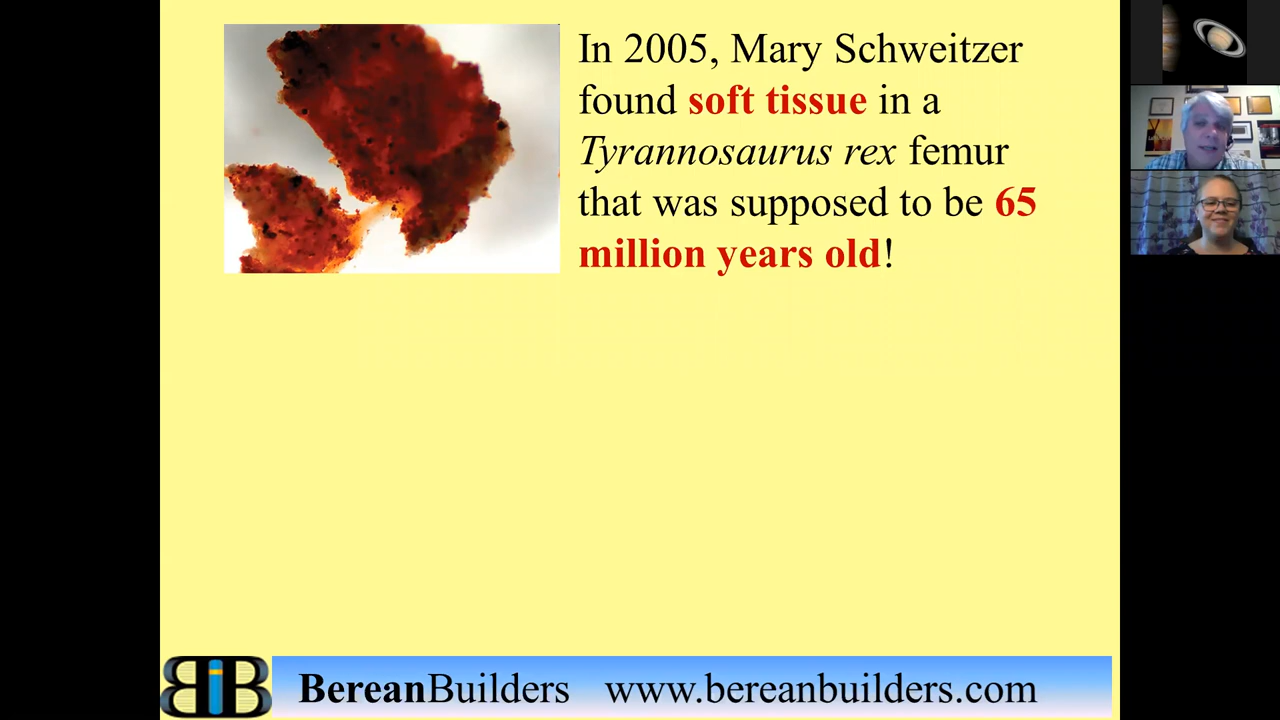 In 2005, Mary Schweitzer
found soft tissue in a
Tyrannosaurus rex femur
that was supposed to be 65
million years old!
BiB
BereanBuilders www.bereanbuilders.com